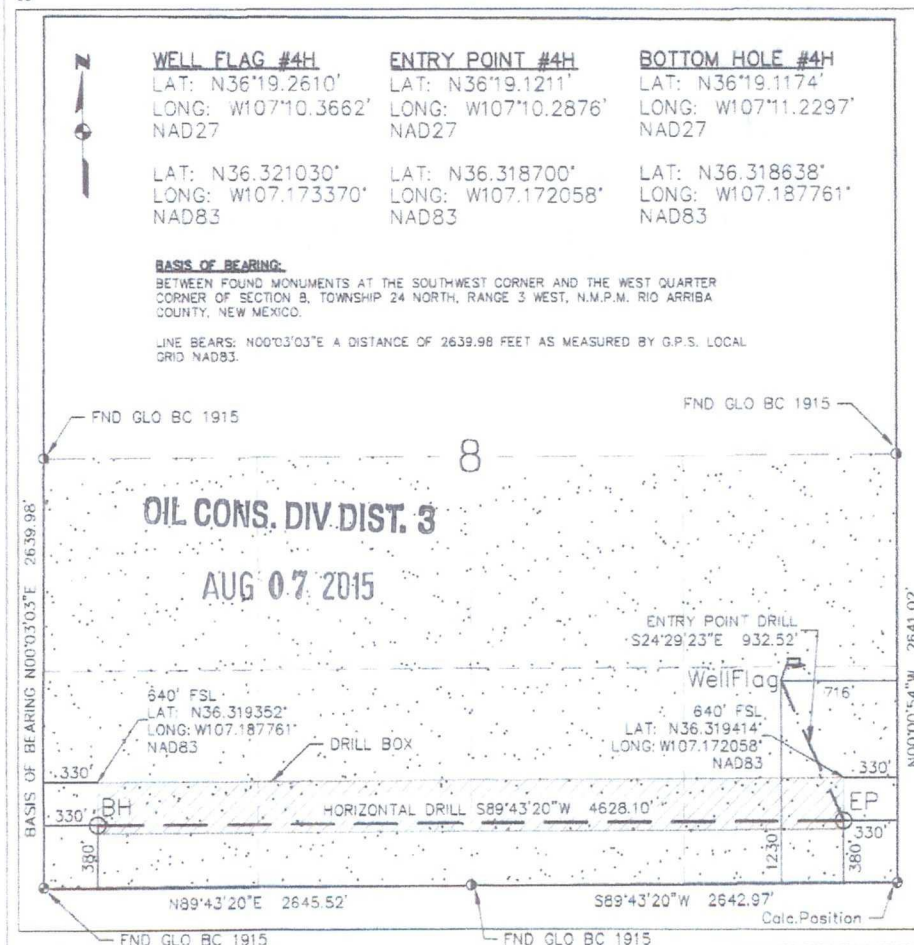 N
WELL FLAG #4H
LAT: N36°19.2610'
LONG: W107°10.3662'
NAD27
LAT: N36.321030°
LONG: W107.173370°
NAD83
ENTRY POINT #4H
LAT: N36°19.1211'
LONG: W107°10.2876'
NAD27
LAT: N36.318700°
LONG: W107.172058°
NAD83
BOTTOM HOLE #4H
LAT: N36°19.1174'
LONG: W107°11.2297'
NAD27
LAT: N36.318638°
LONG: W107.187761°
NAD83
BASIS OF BEARING:
BETWEEN FOUND MONUMENTS AT THE SOUTHWEST CORNER AND THE WEST QUARTER
CORNER OF SECTION 8, TOWNSHIP 24 NORTH, RANGE 3 WEST, N.M.P.M. RIO ARRIBA
COUNTY, NEW MEXICO.
LINE BEARS: N00°03'03"E A DISTANCE OF 2639.98 FEET AS MEASURED BY G.P.S. LOCAL
GRID NAD83.
FND GLO BC 1915
FND GLO BC 1915
8
OIL CONS. DIV DIST. 3
AUG 07 2015
BASIS OF BEARING N00°03'03"E 2639.98'
N00°00'54"W 2641.02'
ENTRY POINT DRILL
S24°29'23"E 932.52'
WellFlag
716'
640' FSL
LAT: N36.319352°
LONG: W107.187761°
NAD83
640' FSL
LAT: N36.319414°
LONG: W107.172058°
NAD83
DRILL BOX
330'
330'
330'
BH
HORIZONTAL DRILL S89°43'20"W 4628.10'
EP
330'
380'
1230'
380'
N89°43'20"E 2645.52'
S89°43'20"W 2642.97'
Calc.Position
FND GLO BC 1915
FND GLO BC 1915